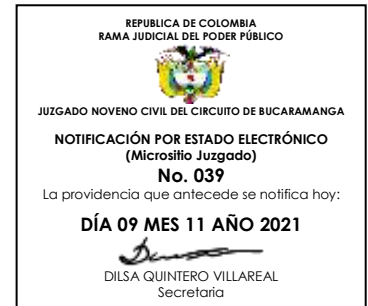 REPUBLICA DE COLOMBIA
RAMA JUDICIAL DEL PODER PÚBLICO
JUZGADO NOVENO CIVIL DEL CIRCUITO DE BUCARAMANGA
NOTIFICACIÓN POR ESTADO ELECTRÓNICO
(Micrositio Juzgado)
No. 039
La providencia que antecede se notifica hoy:
DÍA 09 MES 11 AÑO 2021
DILSA QUINTERO VILLAREAL
Secretaria